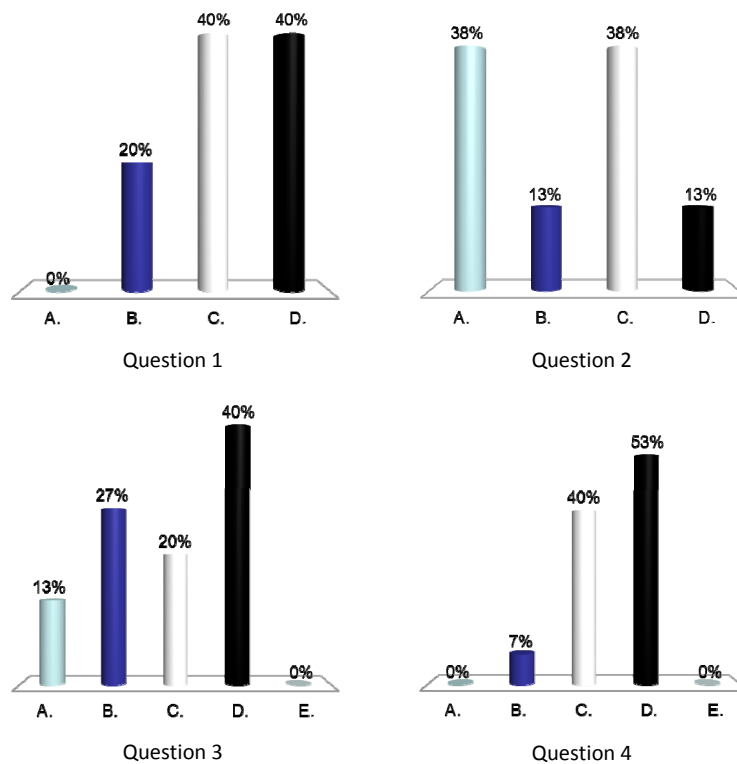 40% 40%
20%
0%
A. B. C. D.
Question 1
38% 38%
13% 13%
A. B. C. D.
Question 2
40%
27%
20%
13%
0%
A. B. C. D. E.
Question 3
53%
40%
7%
0% 0%
A. B. C. D. E.
Question 4